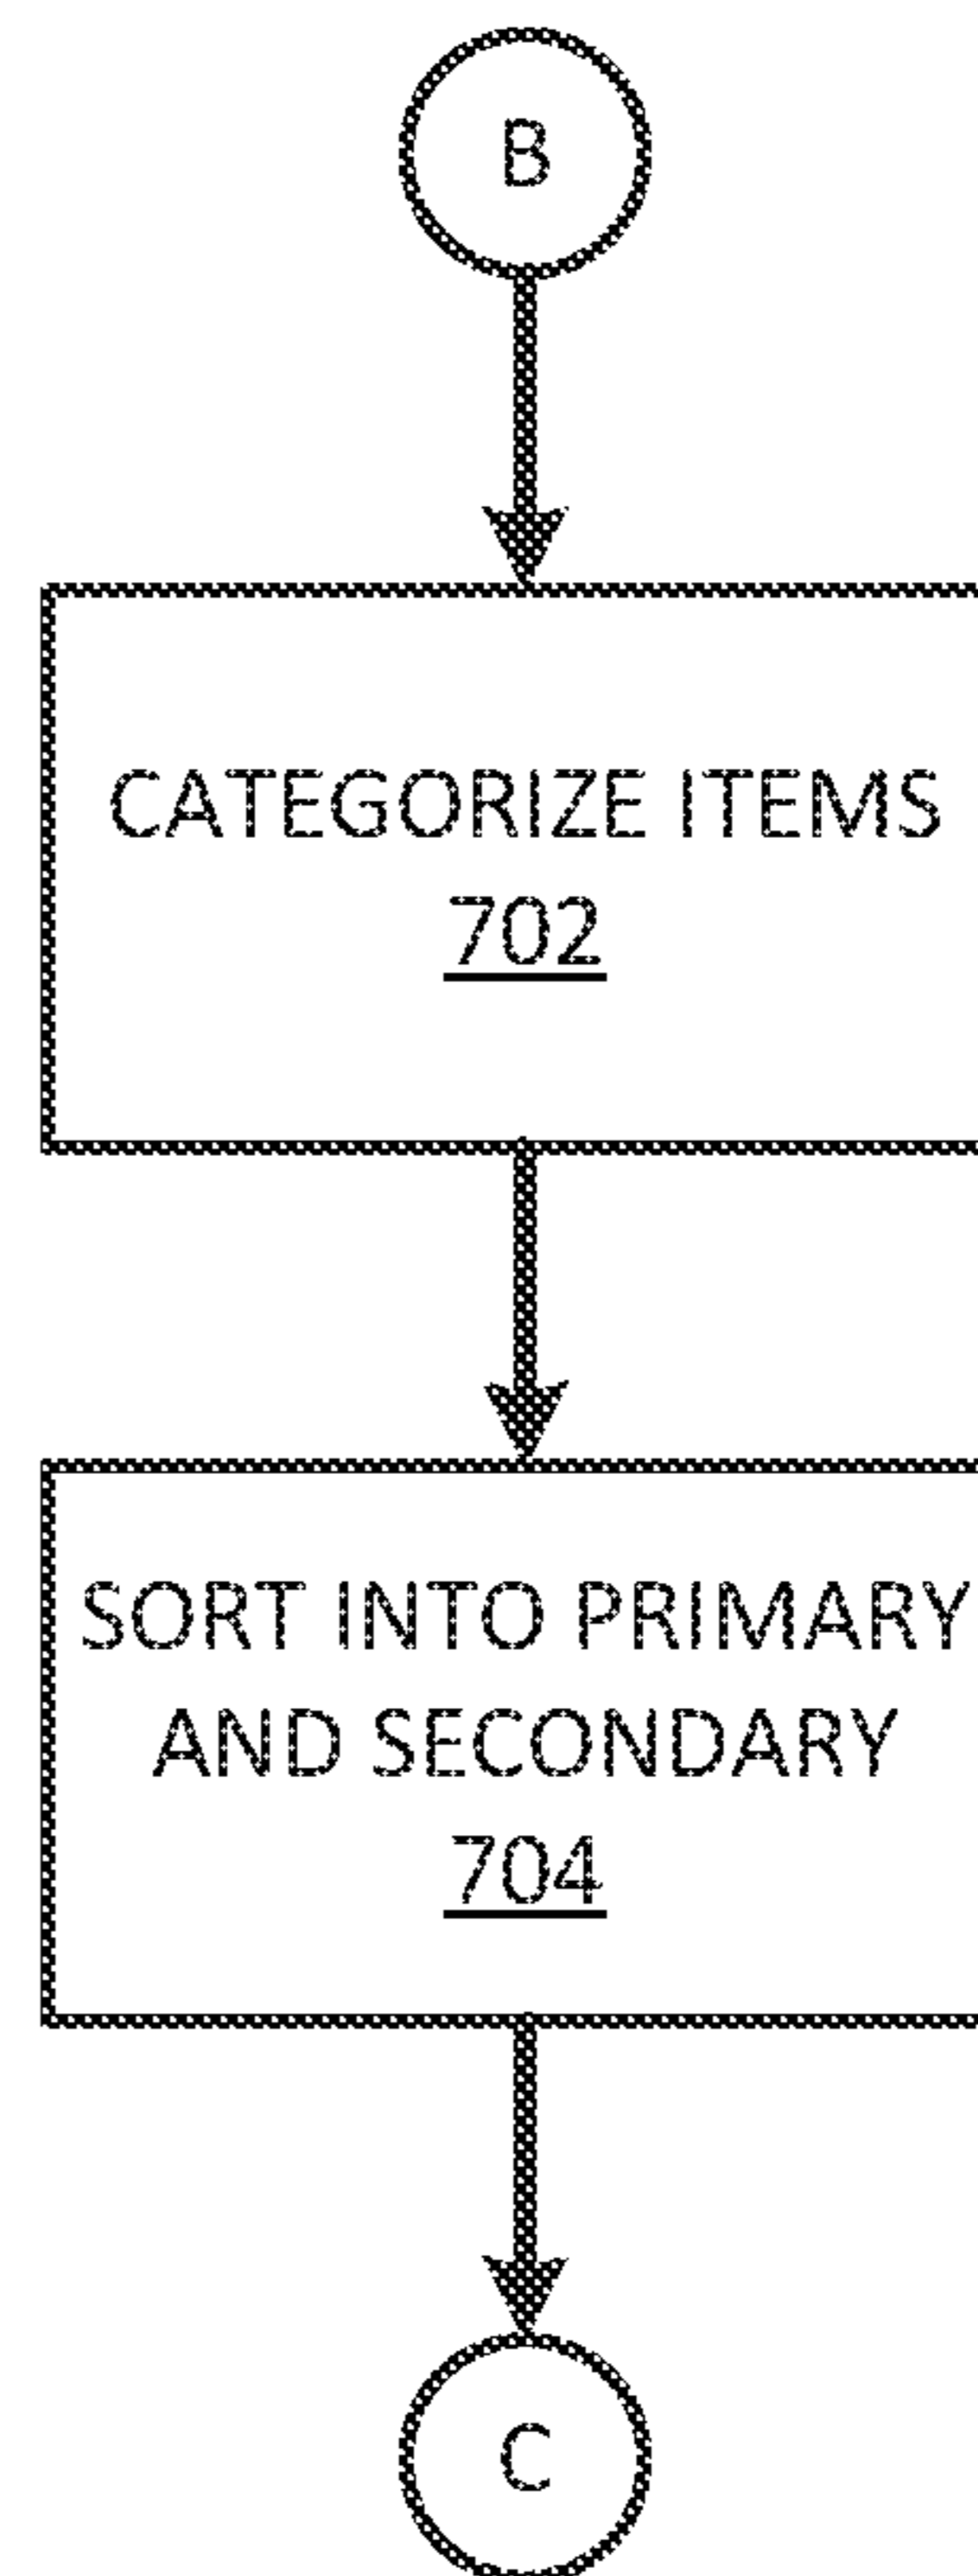 B
CATEGORIZE ITEMS
702
SORT INTO PRIMARY
AND SECONDARY
704
C